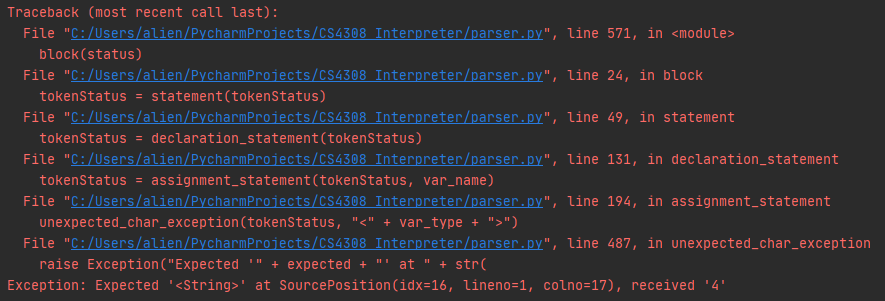 Traceback (most recent call last):
  File "C:/Users/alien/PycharmProjects/CS4308 Interpreter/parser.py", line 571, in <module>
    block(status)
  File "C:/Users/alien/PycharmProjects/CS4308 Interpreter/parser.py", line 24, in block
    tokenStatus = statement(tokenStatus)
  File "C:/Users/alien/PycharmProjects/CS4308 Interpreter/parser.py", line 49, in statement
    tokenStatus = declaration_statement(tokenStatus)
  File "C:/Users/alien/PycharmProjects/CS4308 Interpreter/parser.py", line 131, in declaration_statement
    tokenStatus = assignment_statement(tokenStatus, var_name)
  File "C:/Users/alien/PycharmProjects/CS4308 Interpreter/parser.py", line 194, in assignment_statement
    unexpected_char_exception(tokenStatus, "<" + var_type + ">")
  File "C:/Users/alien/PycharmProjects/CS4308 Interpreter/parser.py", line 487, in unexpected_char_exception
    raise Exception("Expected '" + expected + "' at " + str(
Exception: Expected '<String>' at SourcePosition(idx=16, lineno=1, colno=17), received '4'